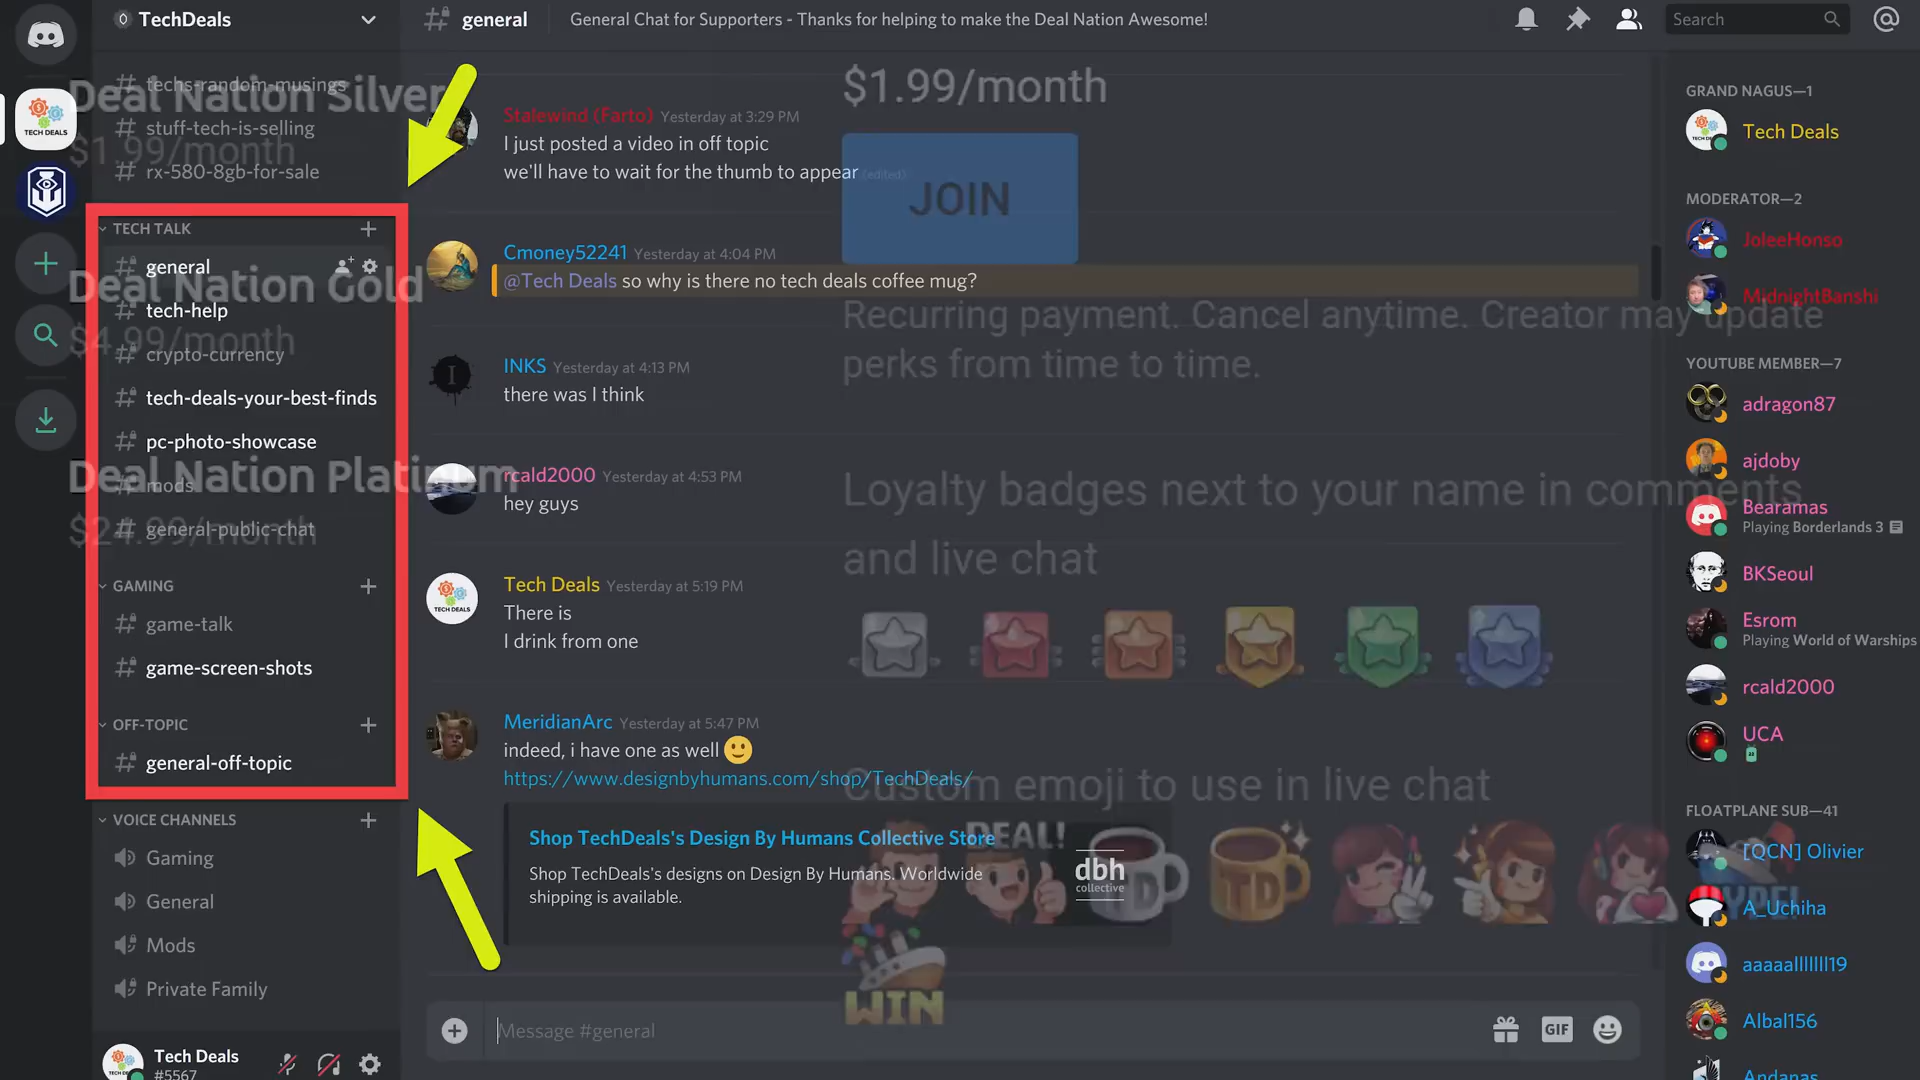 TechDeals
general
General Chat for Supporters - Thanks for helping to make the Deal Nation Awesome!
Search
techs-random-musings
Deal Nation Silver
stuff-tech-is-selling
$1.99/month
rx-580-8gb-for-sale
TECH DEALS
TECH TALK
general
Deal Nation Gold
tech-help
$4.99/month
crypto-currency
tech-deals-your-best-finds
pc-photo-showcase
Deal Nation Platinum
mods
$24.99/month
general-public-chat
GAMING
game-talk
game-screen-shots
OFF-TOPIC
general-off-topic
VOICE CHANNELS
Gaming
General
Mods
Private Family
Tech Deals
#5567
Stalewind (Farto) Yesterday at 3:29 PM
I just posted a video in off topic
we'll have to wait for the thumb to appear (edited)
Cmoney52241 Yesterday at 4:04 PM
@Tech Deals so why is there no tech deals coffee mug?
INKS Yesterday at 4:13 PM
there was I think
rcald2000 Yesterday at 4:53 PM
hey guys
Tech Deals Yesterday at 5:19 PM
There is
I drink from one
TECH DEALS
MeridianArc Yesterday at 5:47 PM
indeed, i have one as well
https://www.designbyhumans.com/shop/TechDeals/
Shop TechDeals's Design By Humans Collective Store
Shop TechDeals's designs on Design By Humans. Worldwide
shipping is available.
dbh
collective
Message #general
GIF
$1.99/month
JOIN
Recurring payment. Cancel anytime. Creator may update
perks from time to time.
Loyalty badges next to your name in comments
and live chat
Custom emoji to use in live chat
DEAL!
TD
HYPE!
WIN
GRAND NAGUS—1
Tech Deals
MODERATOR—2
JoleeHonso
MidnightBanshi
YOUTUBE MEMBER—7
adragon87
ajdoby
Bearamas
Playing Borderlands 3
BKSeoul
Esrom
Playing World of Warships
rcald2000
UCA
FLOATPLANE SUB—41
[QCN] Olivier
A_Uchiha
aaaaalllllll19
Albal156
Andanas